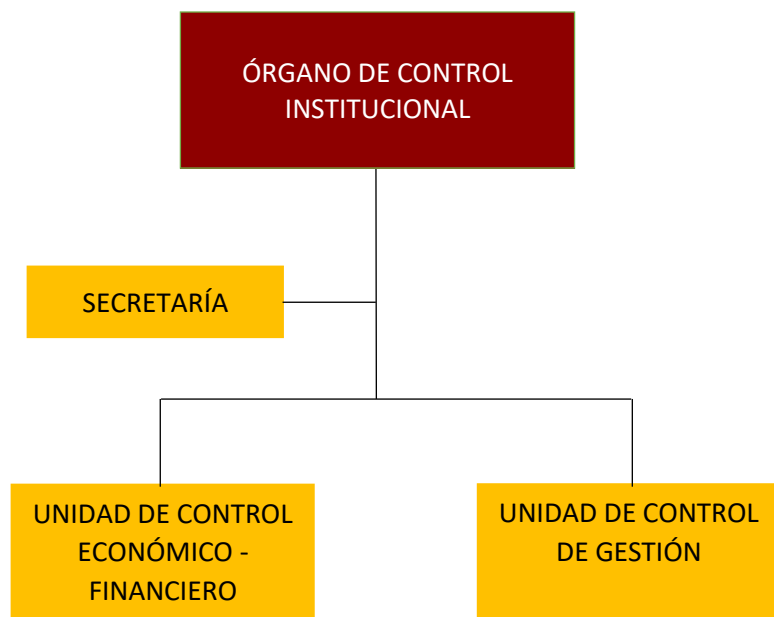 ÓRGANO DE CONTROL
INSTITUCIONAL
SECRETARÍA
UNIDAD DE CONTROL
ECONÓMICO -
FINANCIERO
UNIDAD DE CONTROL
DE GESTIÓN